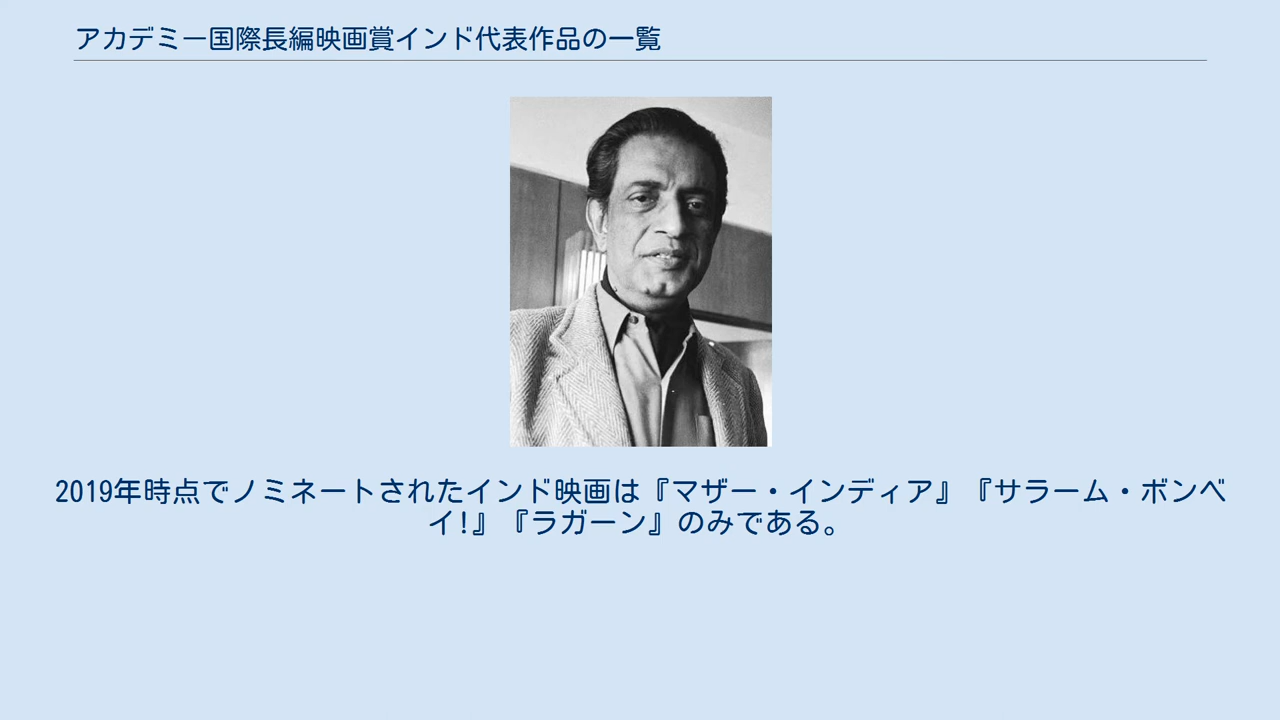 アカデミー国際長編映画賞インド代表作品の一覧
2019年時点でノミネートされたインド映画は『マザー・インディア』『サラーム・ボンベ
イ!』『ラガーン』のみである。